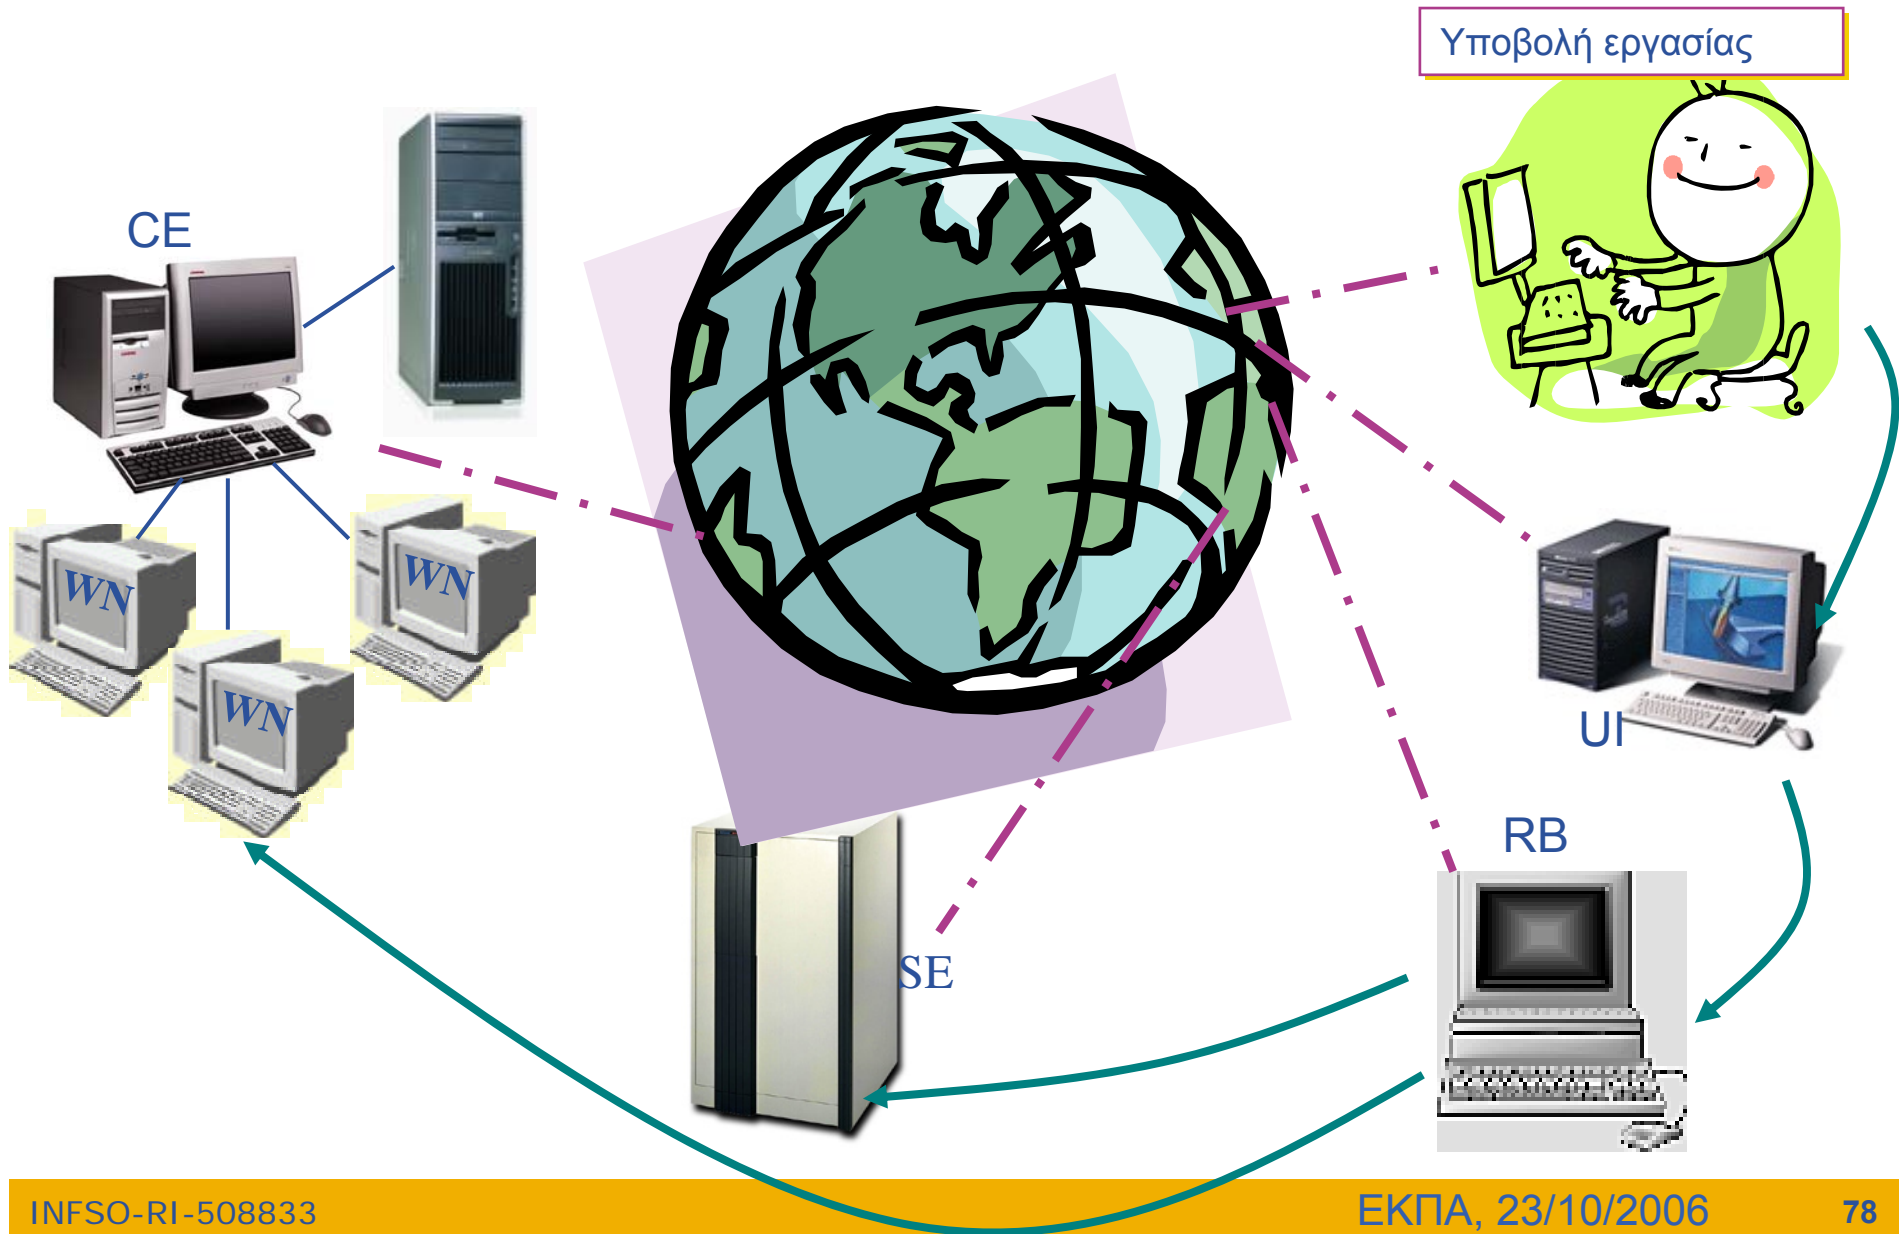 Υποβολή εργασίας
CE
WN
WN
WN
UI
RB
SE
INFSO-RI-508833
ΕΚΠΑ, 23/10/2006
78